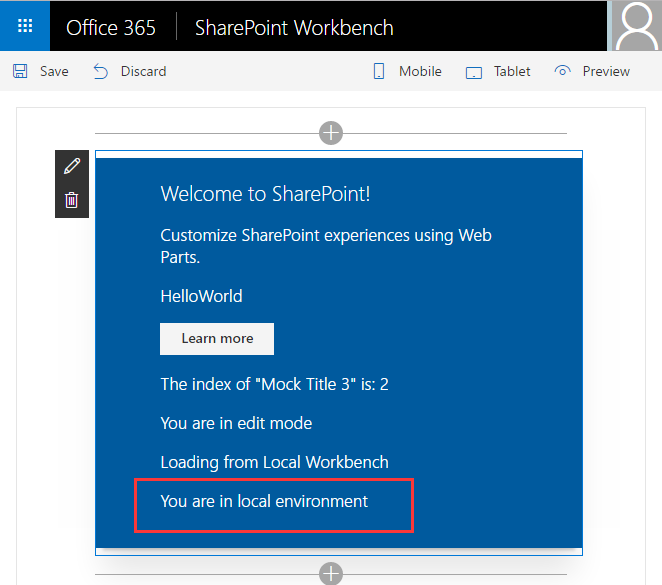 Office 365 SharePoint Workbench
Save Discard Mobile Tablet Preview
Welcome to SharePoint!
Customize SharePoint experiences using Web
Parts.
HelloWorld
Learn more
The index of "Mock Title 3" is: 2
You are in edit mode
Loading from Local Workbench
You are in local environment